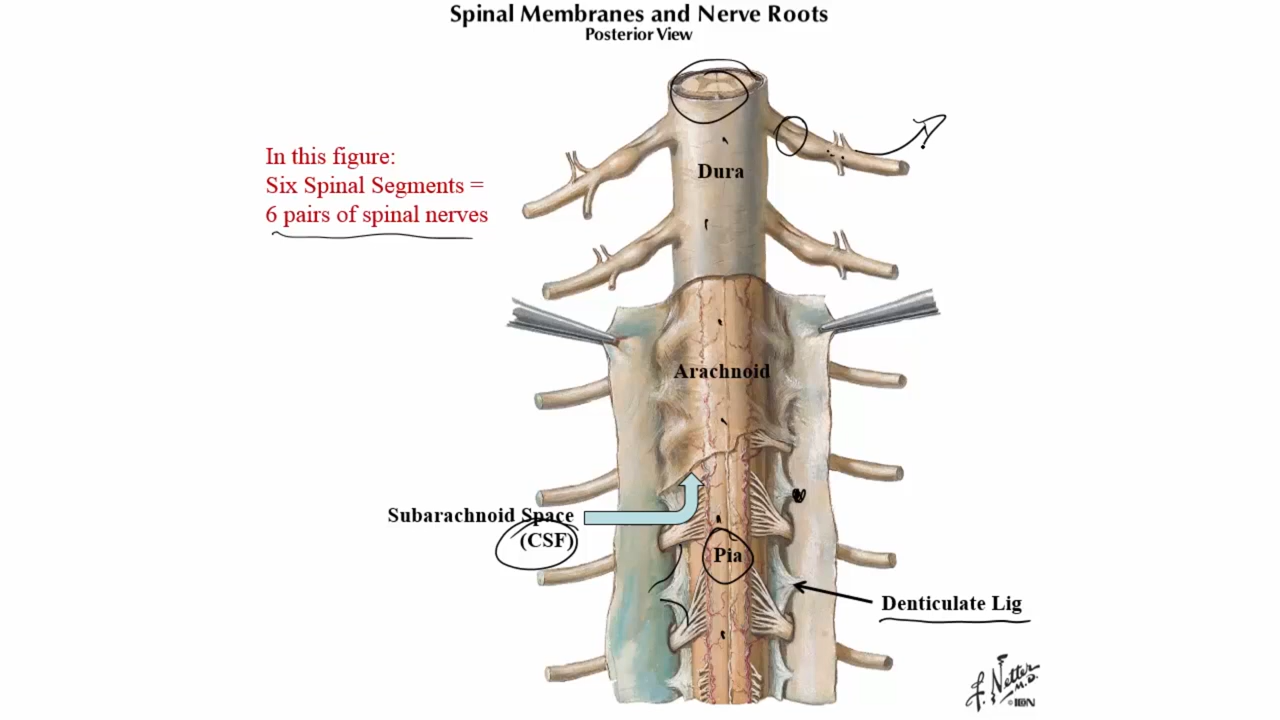 Spinal Membranes and Nerve Roots
Posterior View
In this figure:
Six Spinal Segments =
6 pairs of spinal nerves
Dura
Arachnoid
Subarachnoid Space
(CSF)
Pia
Denticulate Lig
F. Netter
M.D.